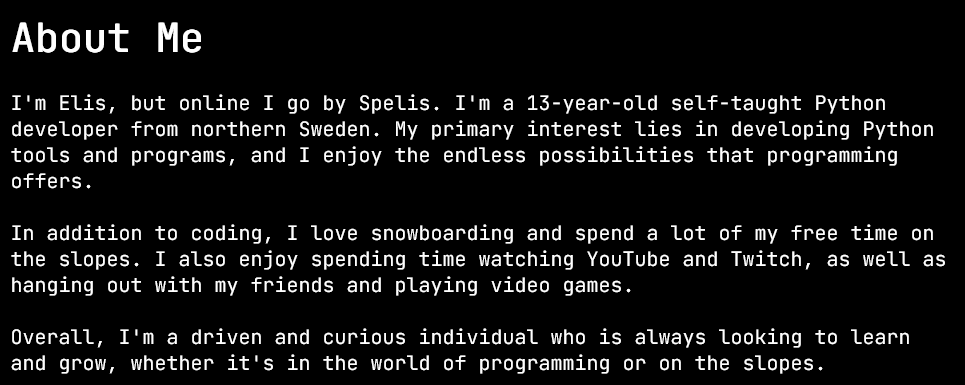 About Me
I'm Elis, but online I go by Spelis. I'm a 13-year-old self-taught Python
developer from northern Sweden. My primary interest lies in developing Python
tools and programs, and I enjoy the endless possibilities that programming
offers.
In addition to coding, I love snowboarding and spend a lot of my free time on
the slopes. I also enjoy spending time watching YouTube and Twitch, as well as
hanging out with my friends and playing video games.
Overall, I'm a driven and curious individual who is always looking to learn
and grow, whether it's in the world of programming or on the slopes.